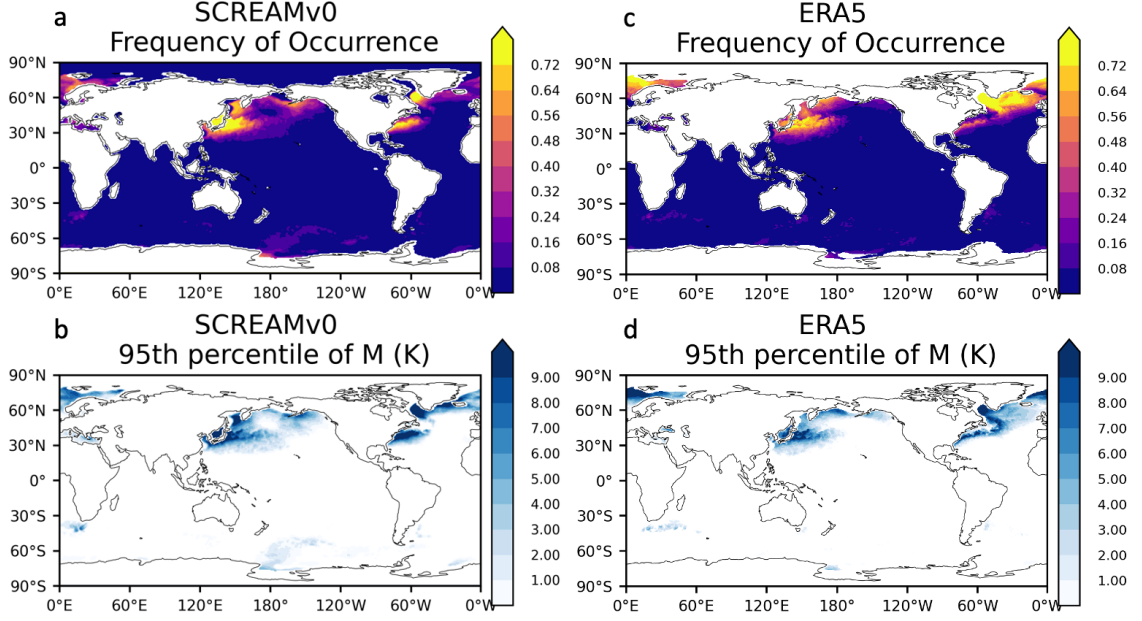 a
SCREAMv0
Frequency of Occurrence
90°N
60°N
30°N
0°
30°S
60°S
90°S
0°E
60°E
120°E
180°
120°W
60°W
0°W
0.72
0.64
0.56
0.48
0.40
0.32
0.24
0.16
0.08
c
ERA5
Frequency of Occurrence
90°N
60°N
30°N
0°
30°S
60°S
90°S
0°E
60°E
120°E
180°
120°W
60°W
0°W
0.72
0.64
0.56
0.48
0.40
0.32
0.24
0.16
0.08
b
SCREAMv0
95th percentile of M (K)
90°N
60°N
30°N
0°
30°S
60°S
90°S
0°E
60°E
120°E
180°
120°W
60°W
0°W
9.00
8.00
7.00
6.00
5.00
4.00
3.00
2.00
1.00
d
ERA5
95th percentile of M (K)
90°N
60°N
30°N
0°
30°S
60°S
90°S
0°E
60°E
120°E
180°
120°W
60°W
0°W
9.00
8.00
7.00
6.00
5.00
4.00
3.00
2.00
1.00